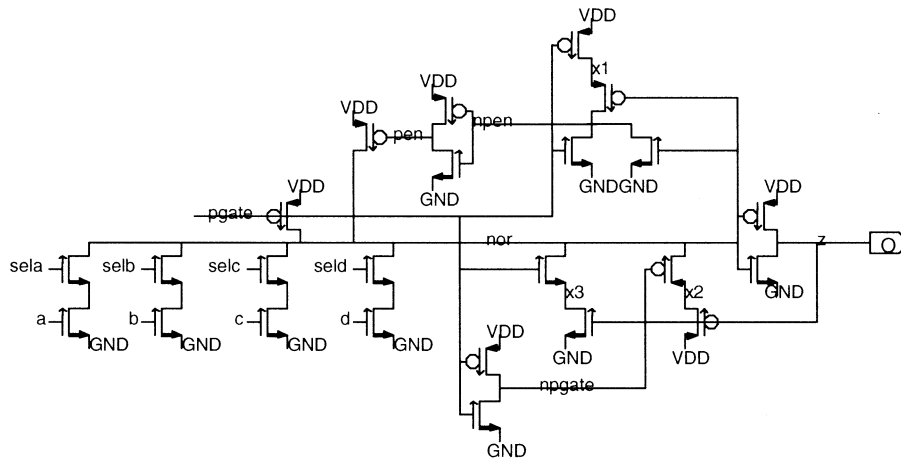 VDD
x1
VDD
VDD
pen
npen
GND
GND GND
pgate
VDD
VDD
nor
z
O
sela
selb
selc
seld
GND
x3
x2
a
b
c
d
GND
GND
GND
GND
GND
VDD
VDD
npgate
GND